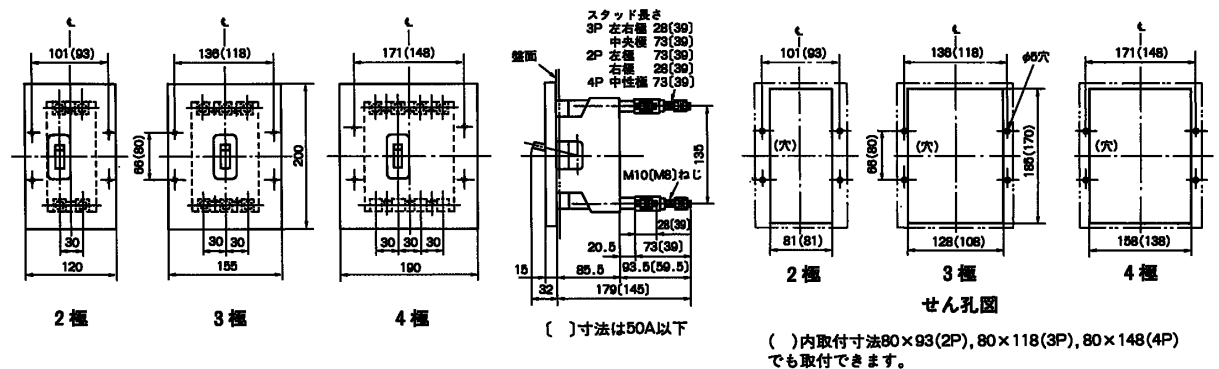 ℄
101(93)
66(80)
30
120
2極
℄
136(118)
30 30
155
3極
℄
171(148)
200
30 30 30
190
4極
スタッド長さ
3P 左右極 28[39]
中央極 73[39]
2P 左極 73[39]
右極 28[39]
4P 中性極 73[39]
盤面
135
M10[M8]ねじ
28[39]
20.5 73[39]
15 85.5 93.5[59.5]
32 179[145]
[ ]寸法は50A以下
℄
101(93)
(穴)
81(81)
2極
℄
136(118)
φ6穴
66(80)
(穴)
185(170)
128(108)
3極
℄
171(148)
(穴)
158(138)
4極
せん孔図
( )内取付寸法80×93(2P),80×118(3P),80×148(4P)
でも取付できます。